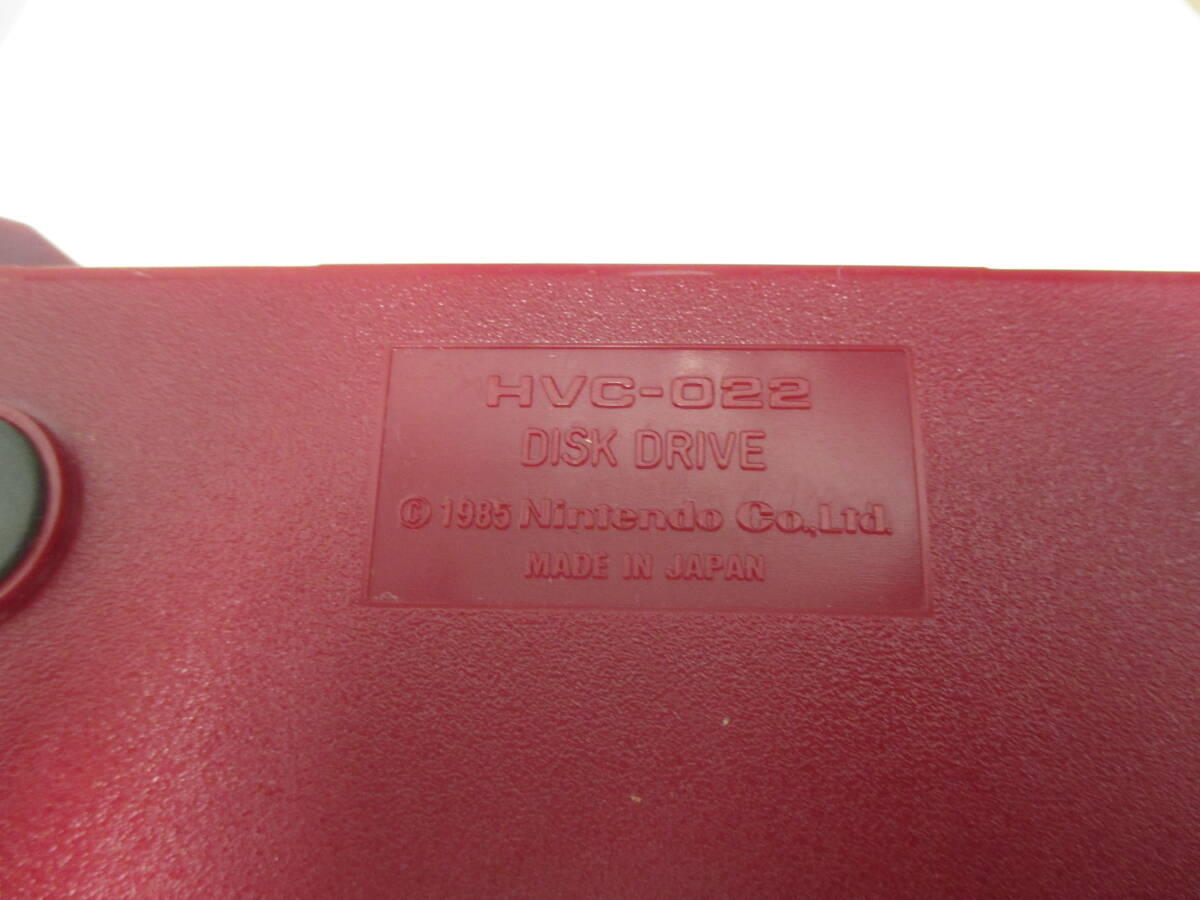 HVC-022
DISK DRIVE
© 1985 Nintendo Co.,Ltd.
MADE IN JAPAN